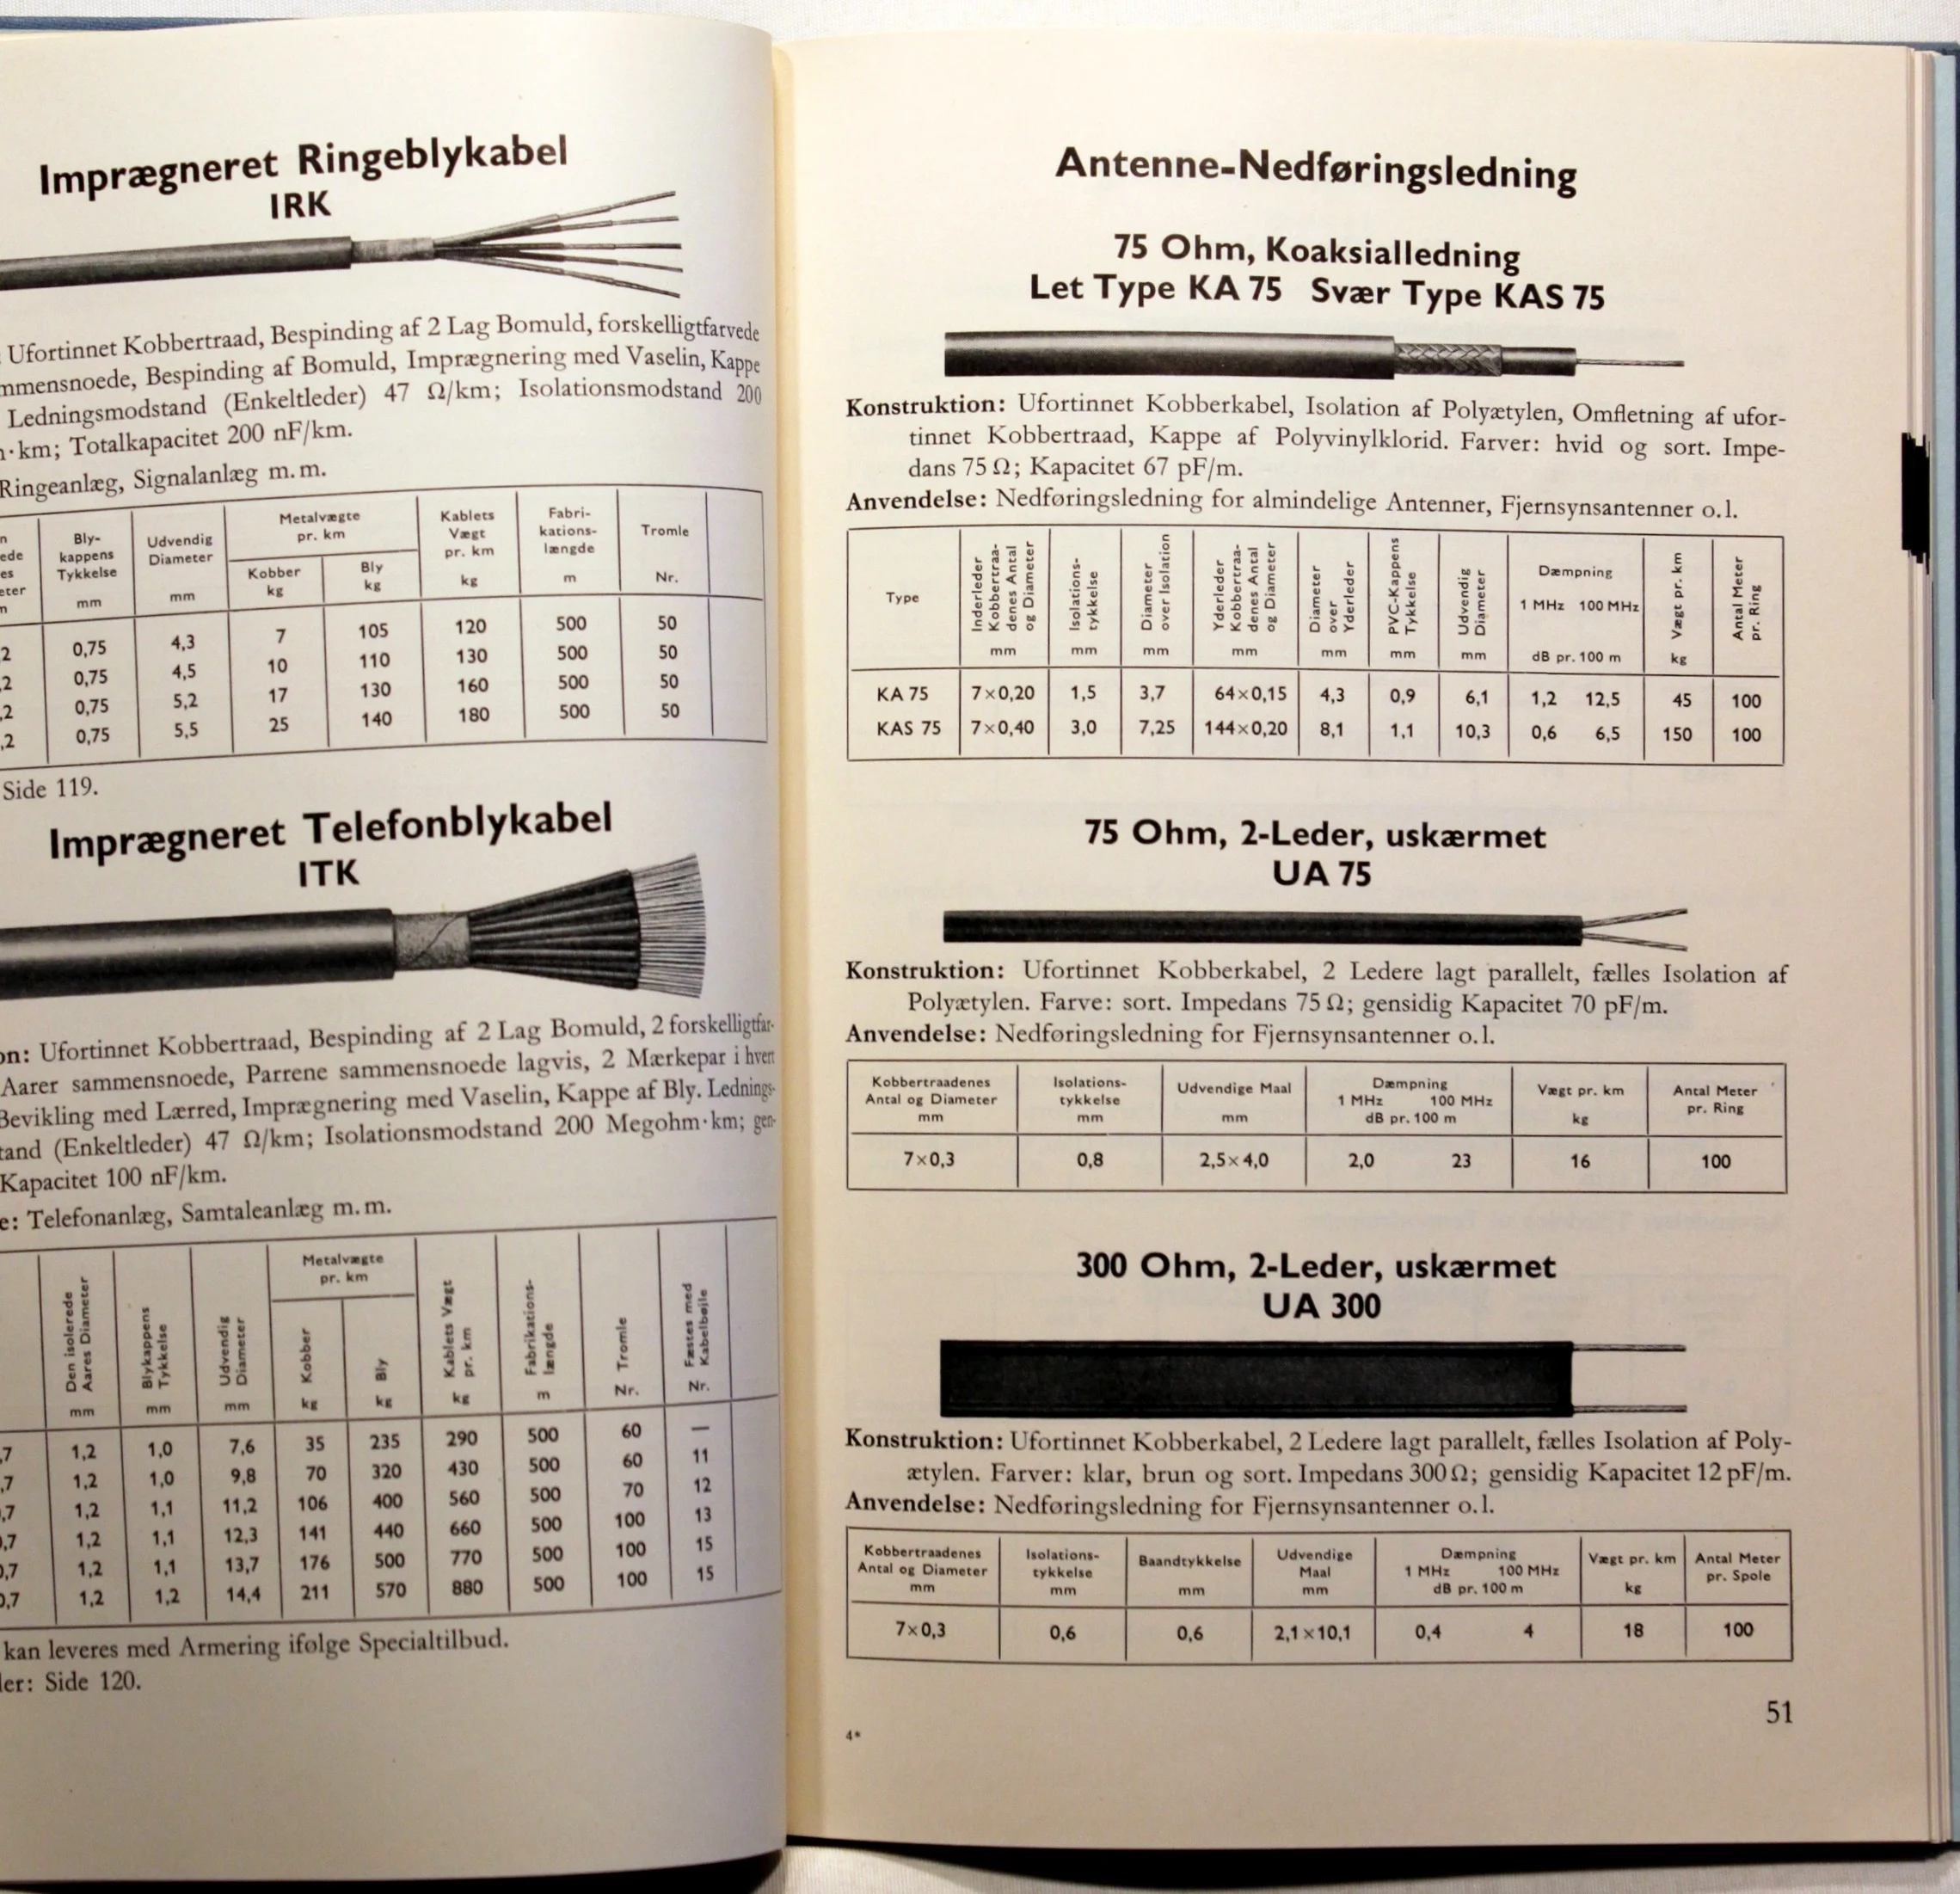 Imprægneret Ringeblykabel
IRK
Ufortinnet Kobbertraad, Bespinding af 2 Lag Bomuld, forskelligtfarvede
mmensnoede, Bespinding af Bomuld, Imprægnering med Vaselin, Kappe
Ledningsmodstand (Enkeltleder) 47 Ω/km; Isolationsmodstand 200
·km; Totalkapacitet 200 nF/km.
Ringeanlæg, Signalanlæg m.m.
Bly-kappens Tykkelse mm Udvendig Diameter mm Metalvægte pr. km Kobber kg Bly kg Kablets Vægt pr. km kg Fabri-kations-længde m Tromle Nr.
2 0,75 4,3 7 105 120 500 50
,2 0,75 4,5 10 110 130 500 50
,2 0,75 5,2 17 130 160 500 50
,2 0,75 5,5 25 140 180 500 50
Side 119.
Imprægneret Telefonblykabel
ITK
on: Ufortinnet Kobbertraad, Bespinding af 2 Lag Bomuld, 2 forskelligtfar-
Aarer sammensnoede, Parrene sammensnoede lagvis, 2 Mærkepar i hvert
Bevikling med Lærred, Imprægnering med Vaselin, Kappe af Bly. Lednings-
tand (Enkeltleder) 47 Ω/km; Isolationsmodstand 200 Megohm·km; gen-
Kapacitet 100 nF/km.
e: Telefonanlæg, Samtaleanlæg m.m.
Den isolerede Aares Diameter mm Blykappens Tykkelse mm Udvendig Diameter mm Metalvægte pr. km Kobber kg Bly kg Kablets Vægt pr. km kg Fabrikations-længde m Tromle Nr. Fæstes med Kabelbøjle Nr.
,7 1,2 1,0 7,6 35 235 290 500 60 —
,7 1,2 1,0 9,8 70 320 430 500 60 11
,7 1,2 1,1 11,2 106 400 560 500 70 12
0,7 1,2 1,1 12,3 141 440 660 500 100 13
0,7 1,2 1,1 13,7 176 500 770 500 100 15
0,7 1,2 1,2 14,4 211 570 880 500 100 15
kan leveres med Armering ifølge Specialtilbud.
ler: Side 120.
Antenne-Nedføringsledning
75 Ohm, Koaksialledning
Let Type KA 75 Svær Type KAS 75
Konstruktion: Ufortinnet Kobberkabel, Isolation af Polyætylen, Omfletning af ufor-
tinnet Kobbertraad, Kappe af Polyvinylklorid. Farver: hvid og sort. Impe-
dans 75 Ω; Kapacitet 67 pF/m.
Anvendelse: Nedføringsledning for almindelige Antenner, Fjernsynsantenner o.l.
Type Inderleder Kobbertraa-denes Antal og Diameter mm Isolations-tykkelse mm Diameter over Isolation mm Yderleder Kobbertraa-denes Antal og Diameter mm Diameter over Yderleder mm PVC-Kappens Tykkelse mm Udvendig Diameter mm Dæmpning 1 MHz 100 MHz dB pr. 100 m Vægt pr. km kg Antal Meter pr. Ring
KA 75 7×0,20 1,5 3,7 64×0,15 4,3 0,9 6,1 1,2 12,5 45 100
KAS 75 7×0,40 3,0 7,25 144×0,20 8,1 1,1 10,3 0,6 6,5 150 100
75 Ohm, 2-Leder, uskærmet
UA 75
Konstruktion: Ufortinnet Kobberkabel, 2 Ledere lagt parallelt, fælles Isolation af
Polyætylen. Farve: sort. Impedans 75 Ω; gensidig Kapacitet 70 pF/m.
Anvendelse: Nedføringsledning for Fjernsynsantenner o.l.
Kobbertraadenes Antal og Diameter mm Isolations-tykkelse mm Udvendige Maal mm Dæmpning 1 MHz 100 MHz dB pr. 100 m Vægt pr. km kg Antal Meter pr. Ring
7×0,3 0,8 2,5×4,0 2,0 23 16 100
300 Ohm, 2-Leder, uskærmet
UA 300
Konstruktion: Ufortinnet Kobberkabel, 2 Ledere lagt parallelt, fælles Isolation af Poly-
ætylen. Farver: klar, brun og sort. Impedans 300 Ω; gensidig Kapacitet 12 pF/m.
Anvendelse: Nedføringsledning for Fjernsynsantenner o.l.
Kobbertraadenes Antal og Diameter mm Isolations-tykkelse mm Baandtykkelse mm Udvendige Maal mm Dæmpning 1 MHz 100 MHz dB pr. 100 m Vægt pr. km kg Antal Meter pr. Spole
7×0,3 0,6 0,6 2,1×10,1 0,4 4 18 100
51
4*